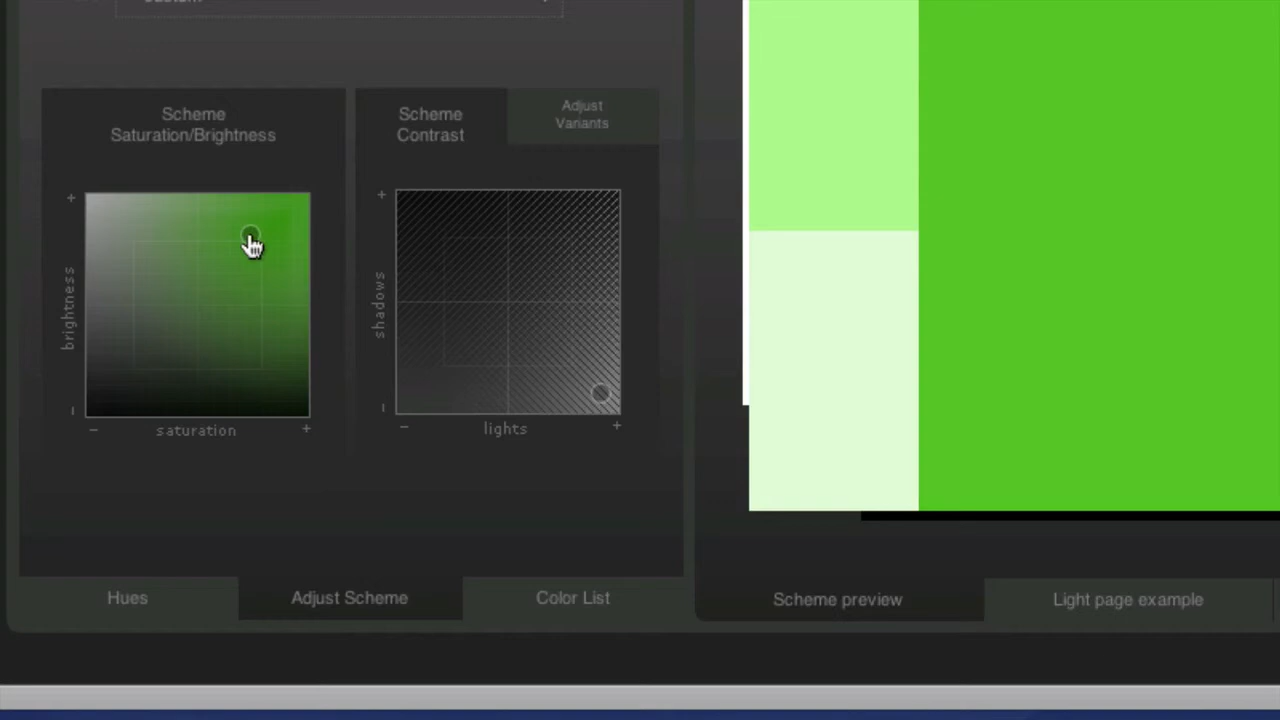 Scheme
Saturation/Brightness
Scheme
Contrast
Adjust
Variants
+
brightness
-
- saturation +
+
shadows
-
- lights +
Hues
Adjust Scheme
Color List
Scheme preview
Light page example